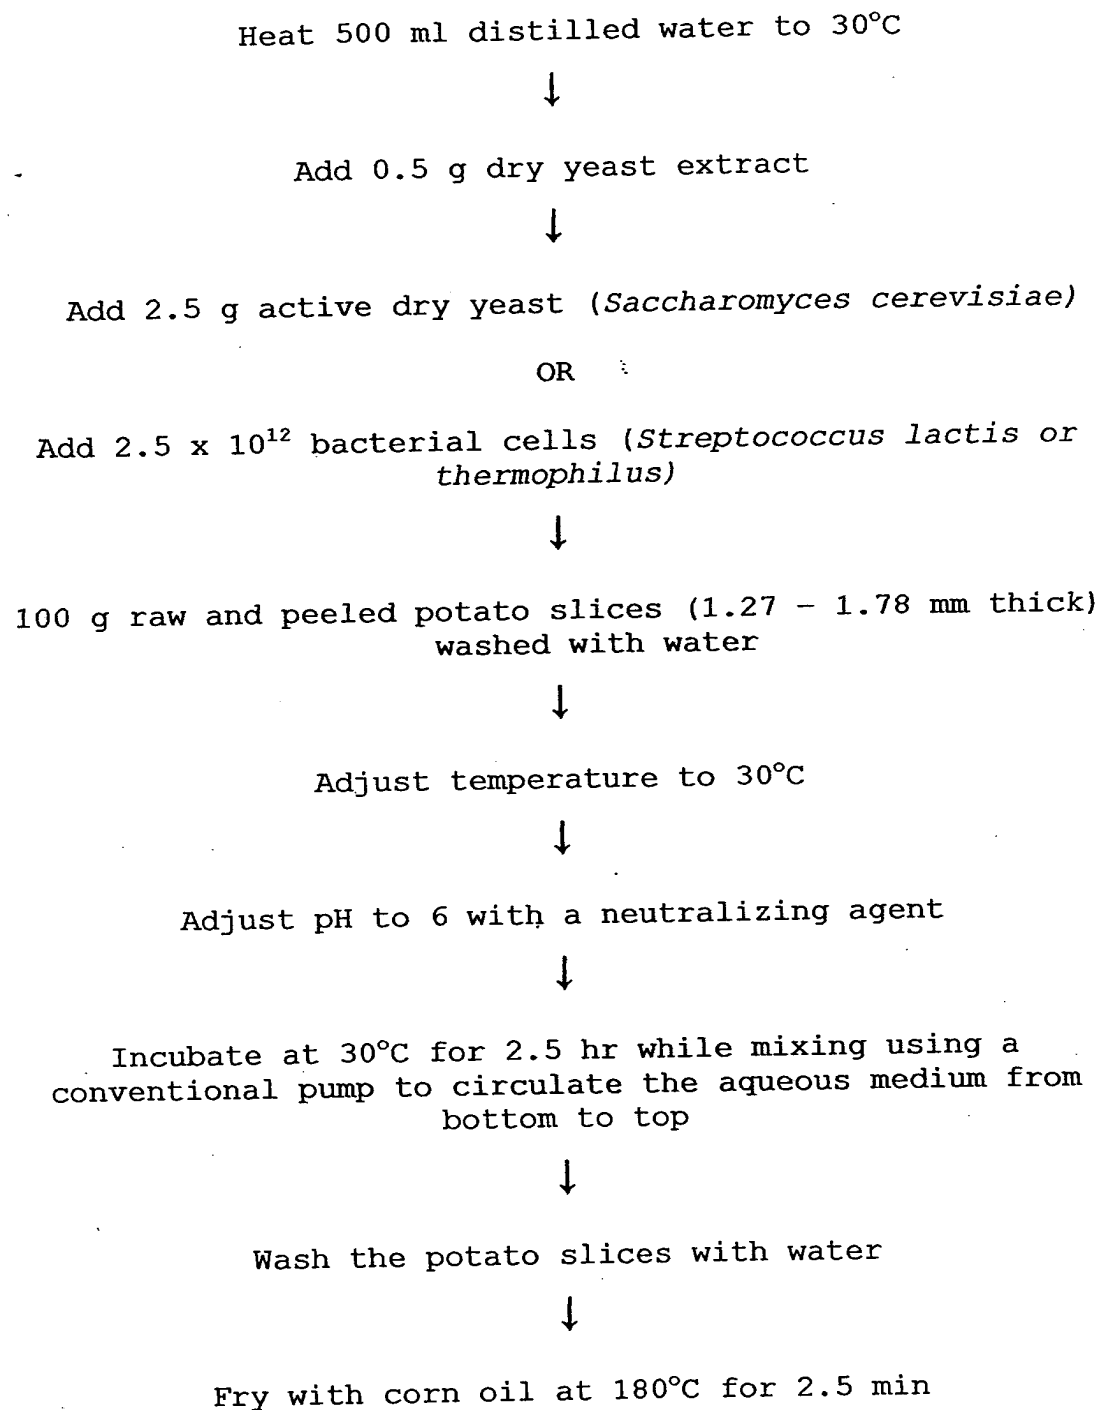 Heat 500 ml distilled water to 30°C
↓
Add 0.5 g dry yeast extract
↓
Add 2.5 g active dry yeast (Saccharomyces cerevisiae)
OR
Add 2.5 x 10¹² bacterial cells (Streptococcus lactis or
thermophilus)
↓
100 g raw and peeled potato slices (1.27 – 1.78 mm thick)
washed with water
↓
Adjust temperature to 30°C
↓
Adjust pH to 6 with a neutralizing agent
↓
Incubate at 30°C for 2.5 hr while mixing using a
conventional pump to circulate the aqueous medium from
bottom to top
↓
Wash the potato slices with water
↓
Fry with corn oil at 180°C for 2.5 min